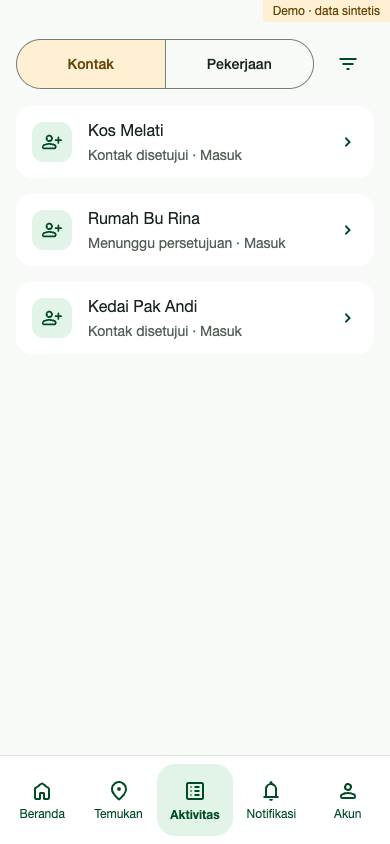 Demo · data sintetis
Kontak
Pekerjaan
Kos Melati
Kontak disetujui · Masuk
Rumah Bu Rina
Menunggu persetujuan · Masuk
Kedai Pak Andi
Kontak disetujui · Masuk
Beranda
Temukan
Aktivitas
Notifikasi
Akun